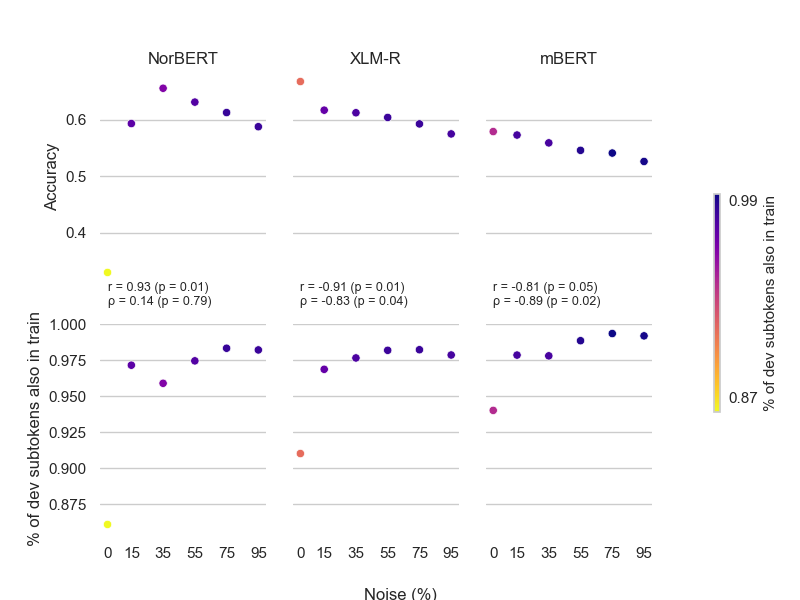 NorBERT XLM-R mBERT
0.6
0.5
0.4
Accuracy
r = 0.93 (p = 0.01)
ρ = 0.14 (p = 0.79)
r = -0.91 (p = 0.01)
ρ = -0.83 (p = 0.04)
r = -0.81 (p = 0.05)
ρ = -0.89 (p = 0.02)
1.000
0.975
0.950
0.925
0.900
0.875
% of dev subtokens also in train
0 15 35 55 75 95
0 15 35 55 75 95
0 15 35 55 75 95
Noise (%)
0.99
0.87
% of dev subtokens also in train